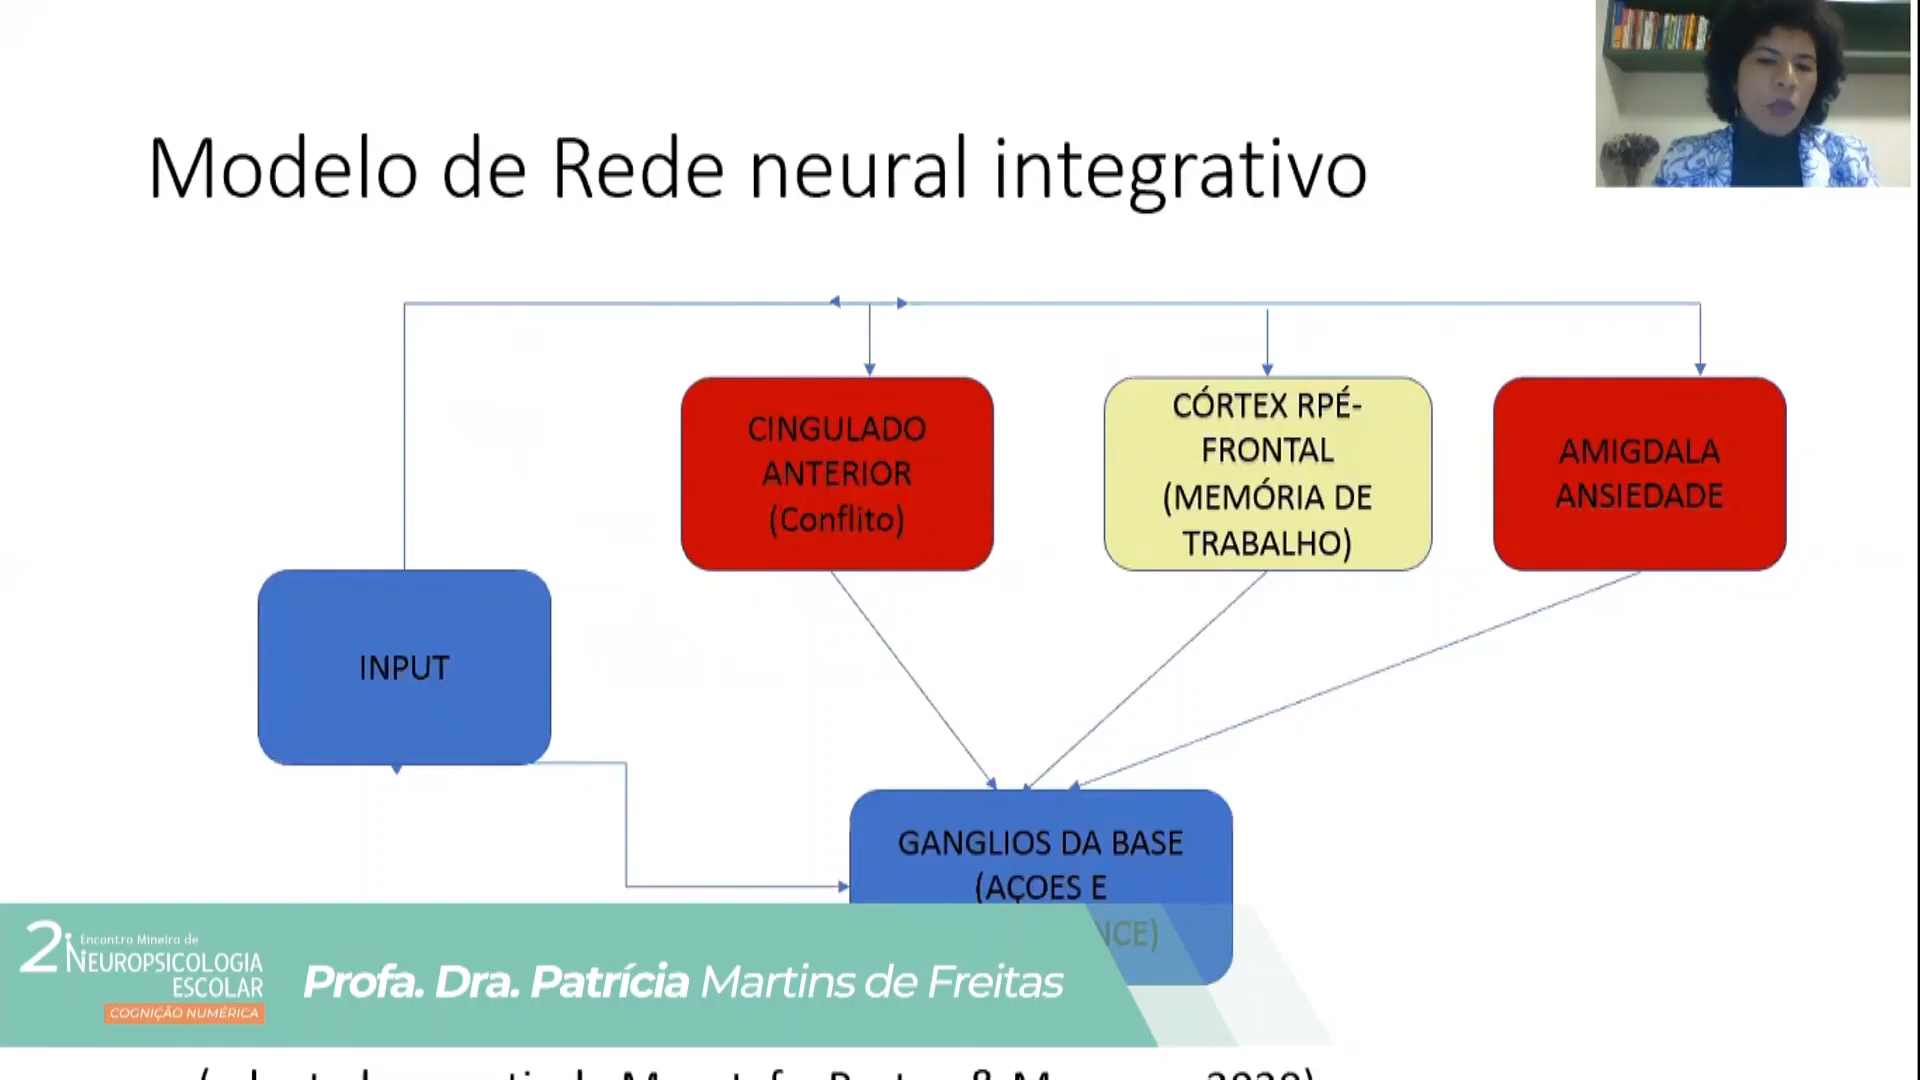 Modelo de Rede neural integrativo
CINGULADO
ANTERIOR
(Conflito)
CÓRTEX RPÉ-
FRONTAL
(MEMÓRIA DE
TRABALHO)
AMIGDALA
ANSIEDADE
INPUT
GANGLIOS DA BASE
(AÇOES E
NCE)
2º Encontro Mineiro de
NEUROPSICOLOGIA
ESCOLAR
COGNIÇÃO NUMÉRICA
Profa. Dra. Patrícia Martins de Freitas